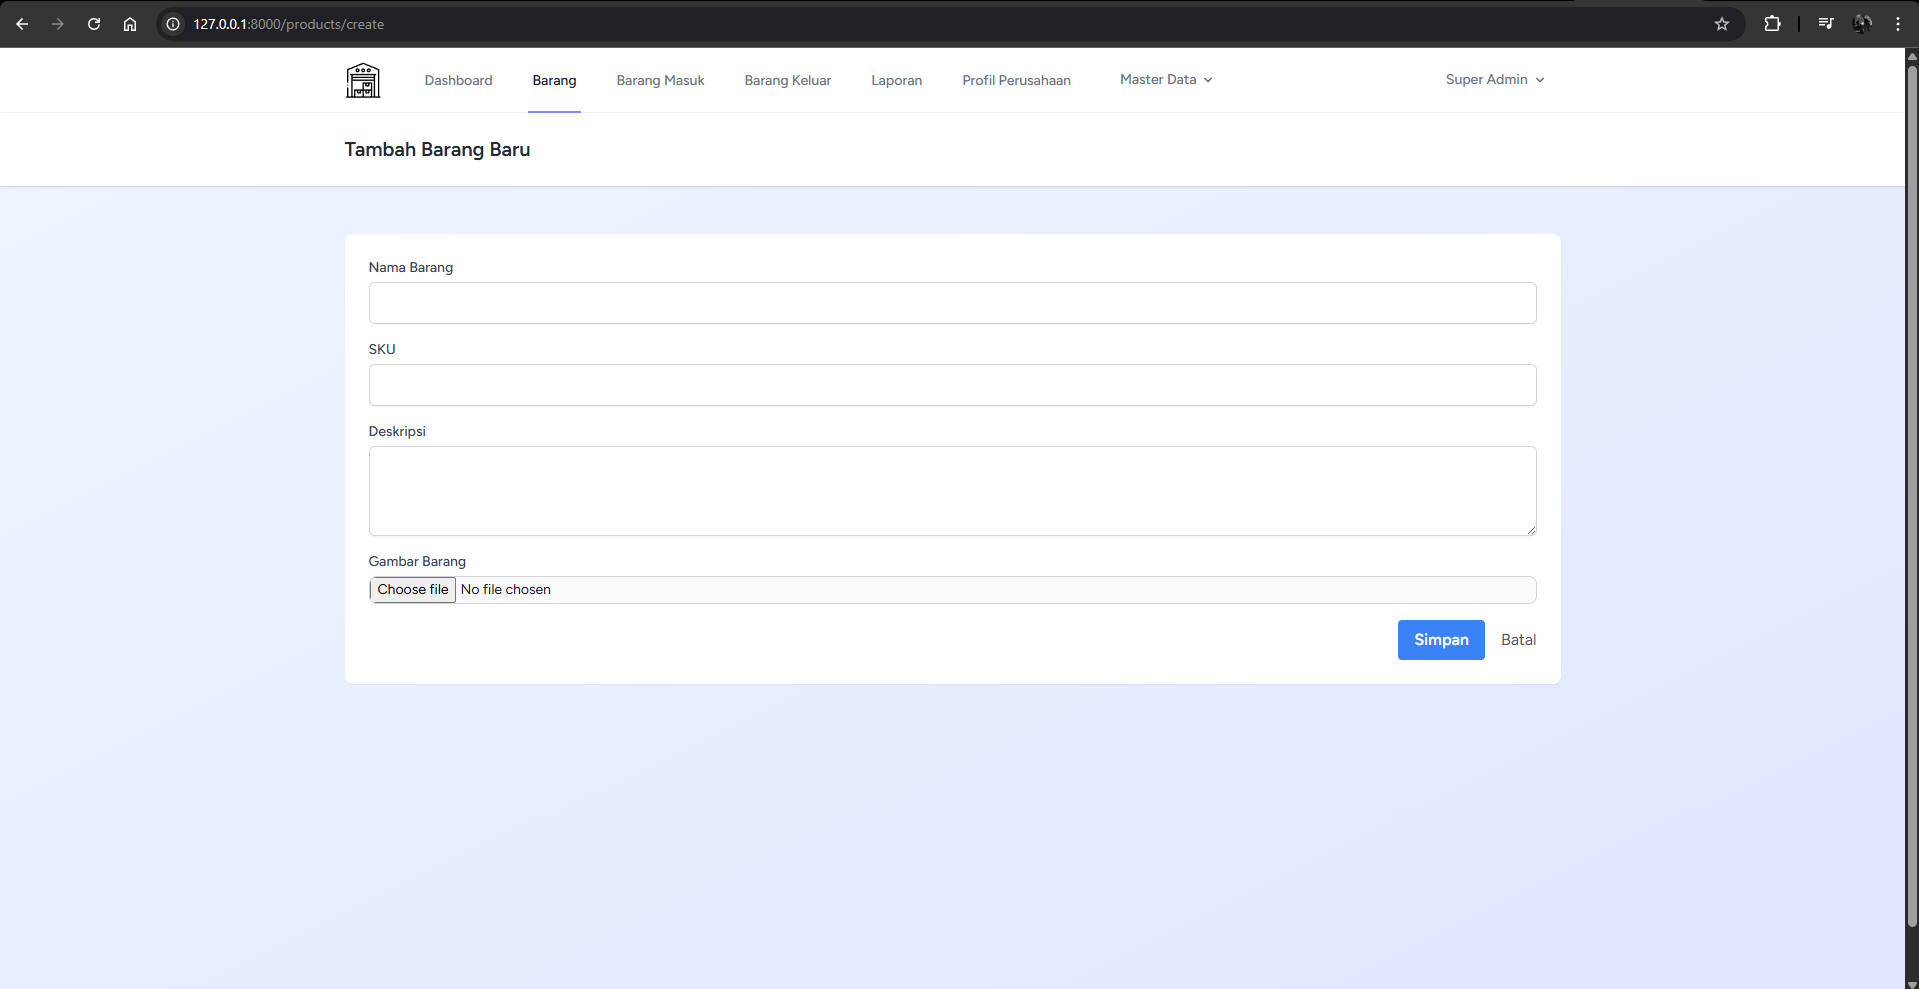 127.0.0.1:8000/products/create
Dashboard Barang Barang Masuk Barang Keluar Laporan Profil Perusahaan Master Data Super Admin
Tambah Barang Baru
Nama Barang
SKU
Deskripsi
Gambar Barang
Choose file No file chosen
Simpan Batal